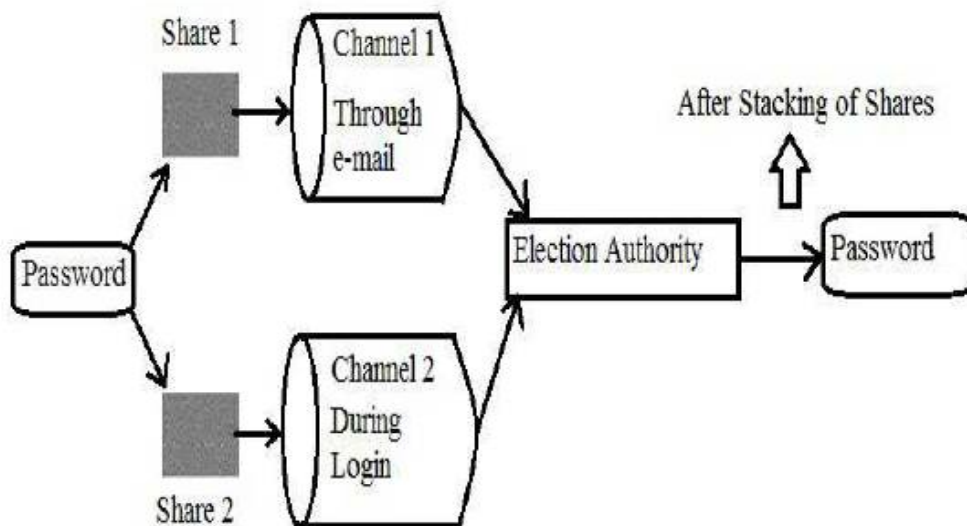 Share 1
Channel 1
Through
e-mail
After Stacking of Shares
Password
Election Authority
Password
Channel 2
During
Login
Share 2